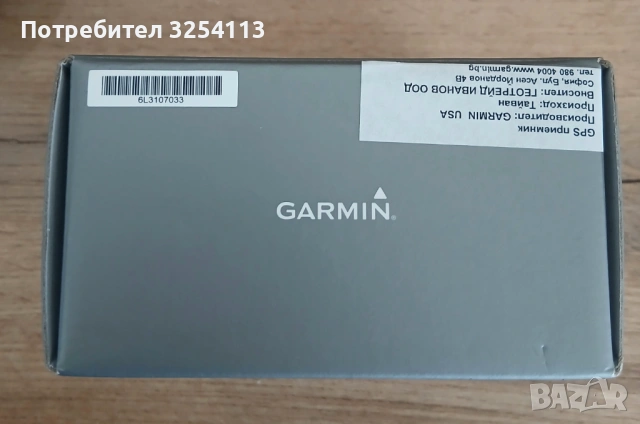 Потребител 3254113
6L3107033
GPS приемник
Производител: GARMIN USA
Произход: Тайван
Вносител: ГЕОТРЕЙД ИВАНОВ ООД
София, Бул. Асен Йорданов 4В
тел. 980 4004 www.garmin.bg
GARMIN
BAZAR